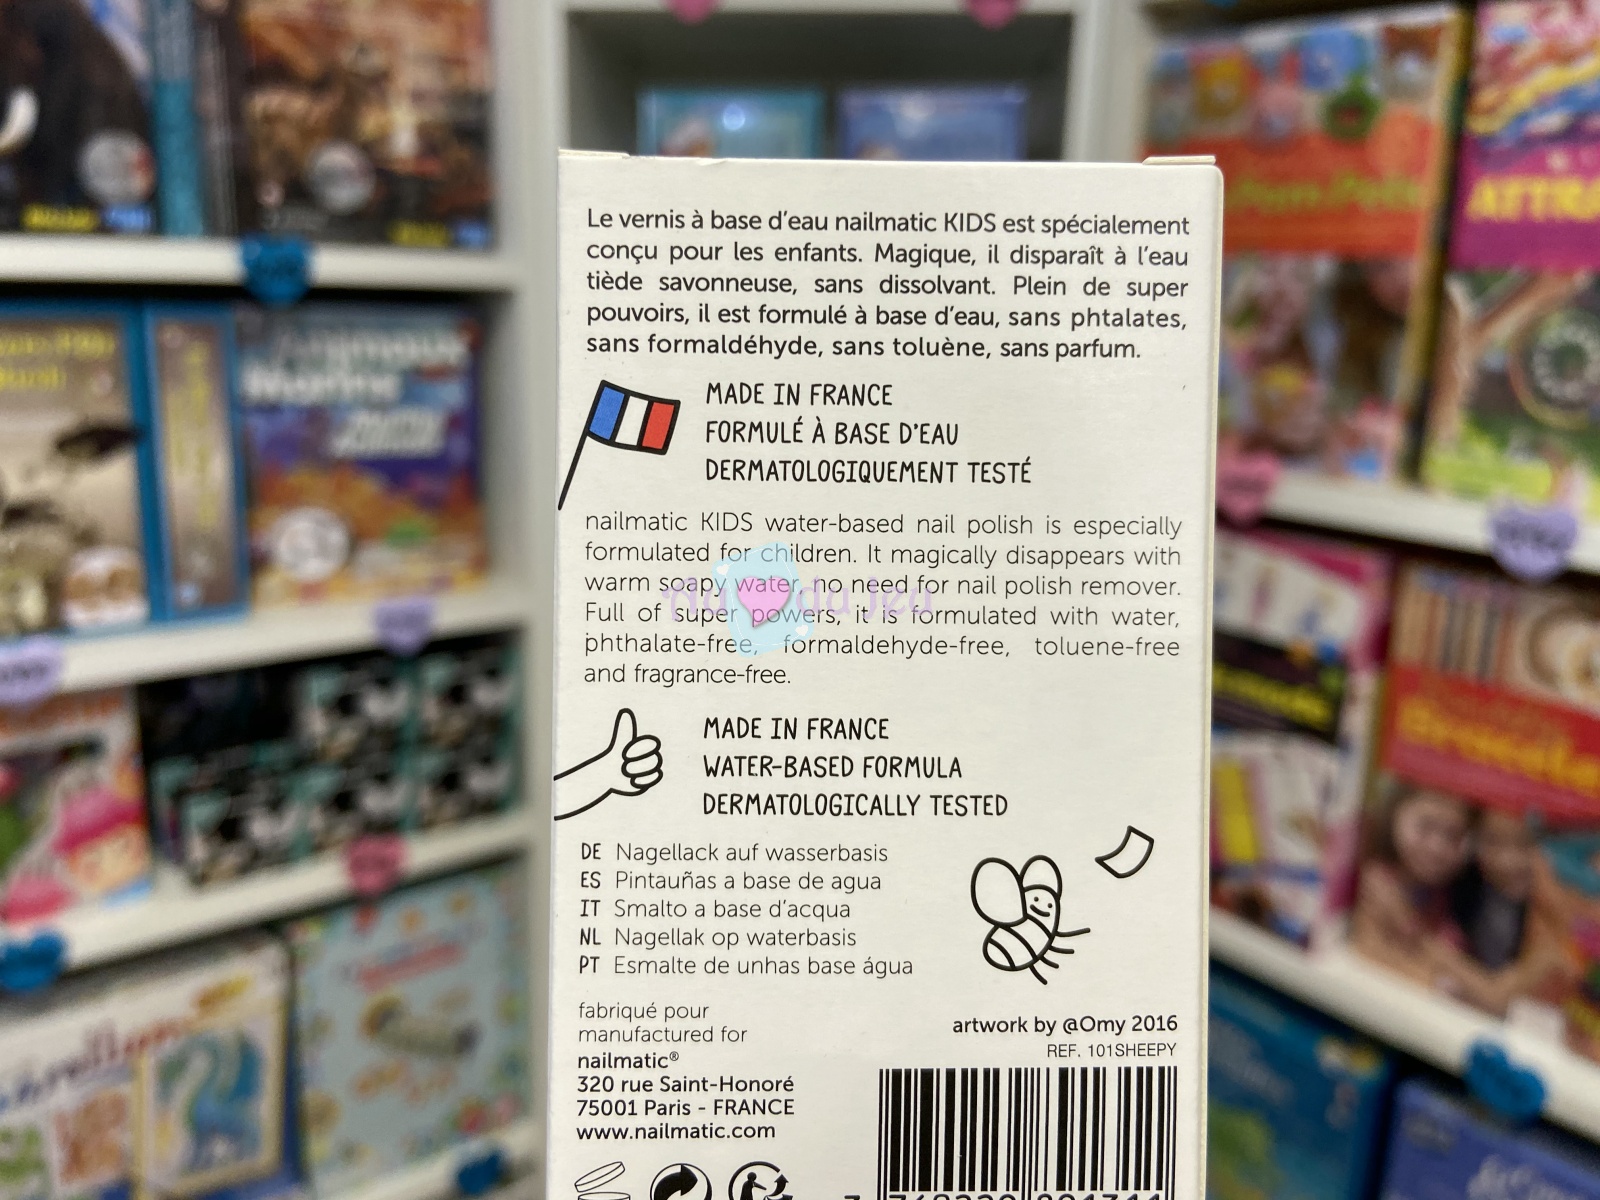 Le vernis à base d'eau nailmatic KIDS est spécialement
conçu pour les enfants. Magique, il disparaît à l'eau
tiède savonneuse, sans dissolvant. Plein de super
pouvoirs, il est formulé à base d'eau, sans phtalates,
sans formaldéhyde, sans toluène, sans parfum.
MADE IN FRANCE
FORMULÉ À BASE D'EAU
DERMATOLOGIQUEMENT TESTÉ
nailmatic KIDS water-based nail polish is especially
formulated for children. It magically disappears with
warm soapy water, no need for nail polish remover.
Full of super powers, it is formulated with water,
phthalate-free, formaldehyde-free, toluene-free
and fragrance-free.
MADE IN FRANCE
WATER-BASED FORMULA
DERMATOLOGICALLY TESTED
DE Nagellack auf wasserbasis
ES Pintauñas a base de agua
IT Smalto a base d'acqua
NL Nagellak op waterbasis
PT Esmalte de unhas base água
fabriqué pour
manufactured for
nailmatic®
320 rue Saint-Honoré
75001 Paris - FRANCE
www.nailmatic.com
artwork by @Omy 2016
REF. 101SHEEPY